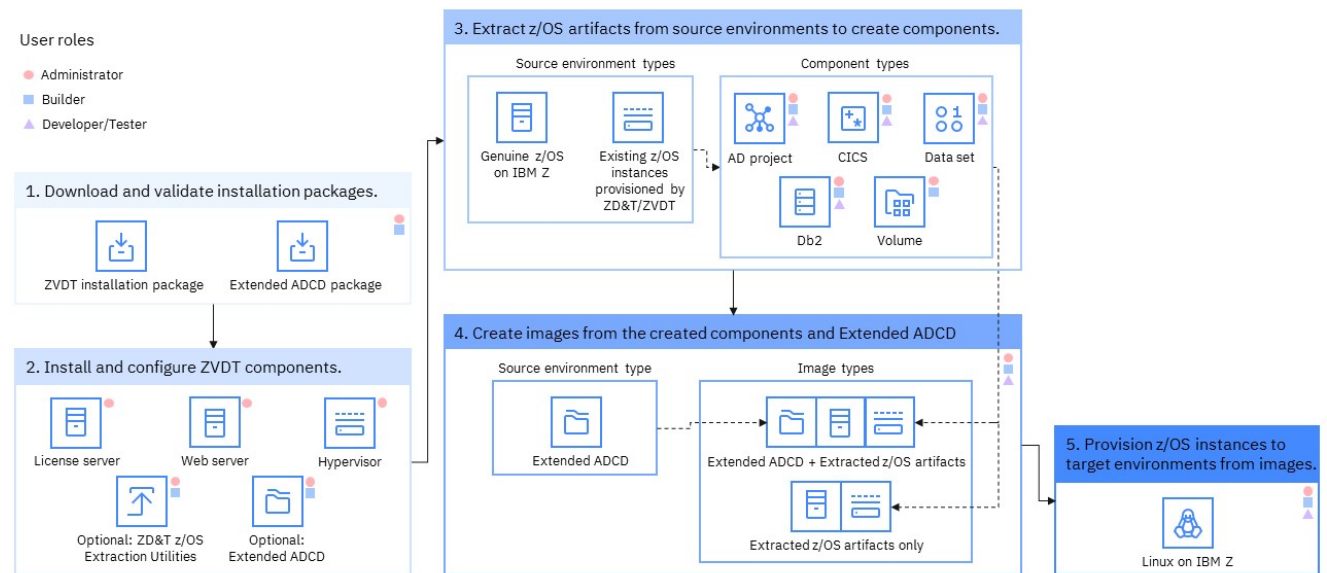 User roles
Administrator
Builder
Developer/Tester
1. Download and validate installation packages.
ZVDT installation package
Extended ADCD package
2. Install and configure ZVDT components.
License server
Web server
Hypervisor
Optional: ZD&T z/OS
Extraction Utilities
Optional:
Extended ADCD
3. Extract z/OS artifacts from source environments to create components.
Source environment types
Genuine z/OS
on IBM Z
Existing z/OS
instances
provisioned by
ZD&T/ZVDT
Component types
AD project
CICS
Data set
Db2
Volume
4. Create images from the created components and Extended ADCD
Source environment type
Extended ADCD
Image types
Extended ADCD + Extracted z/OS artifacts
Extracted z/OS artifacts only
5. Provision z/OS instances to
target environments from images.
Linux on IBM Z